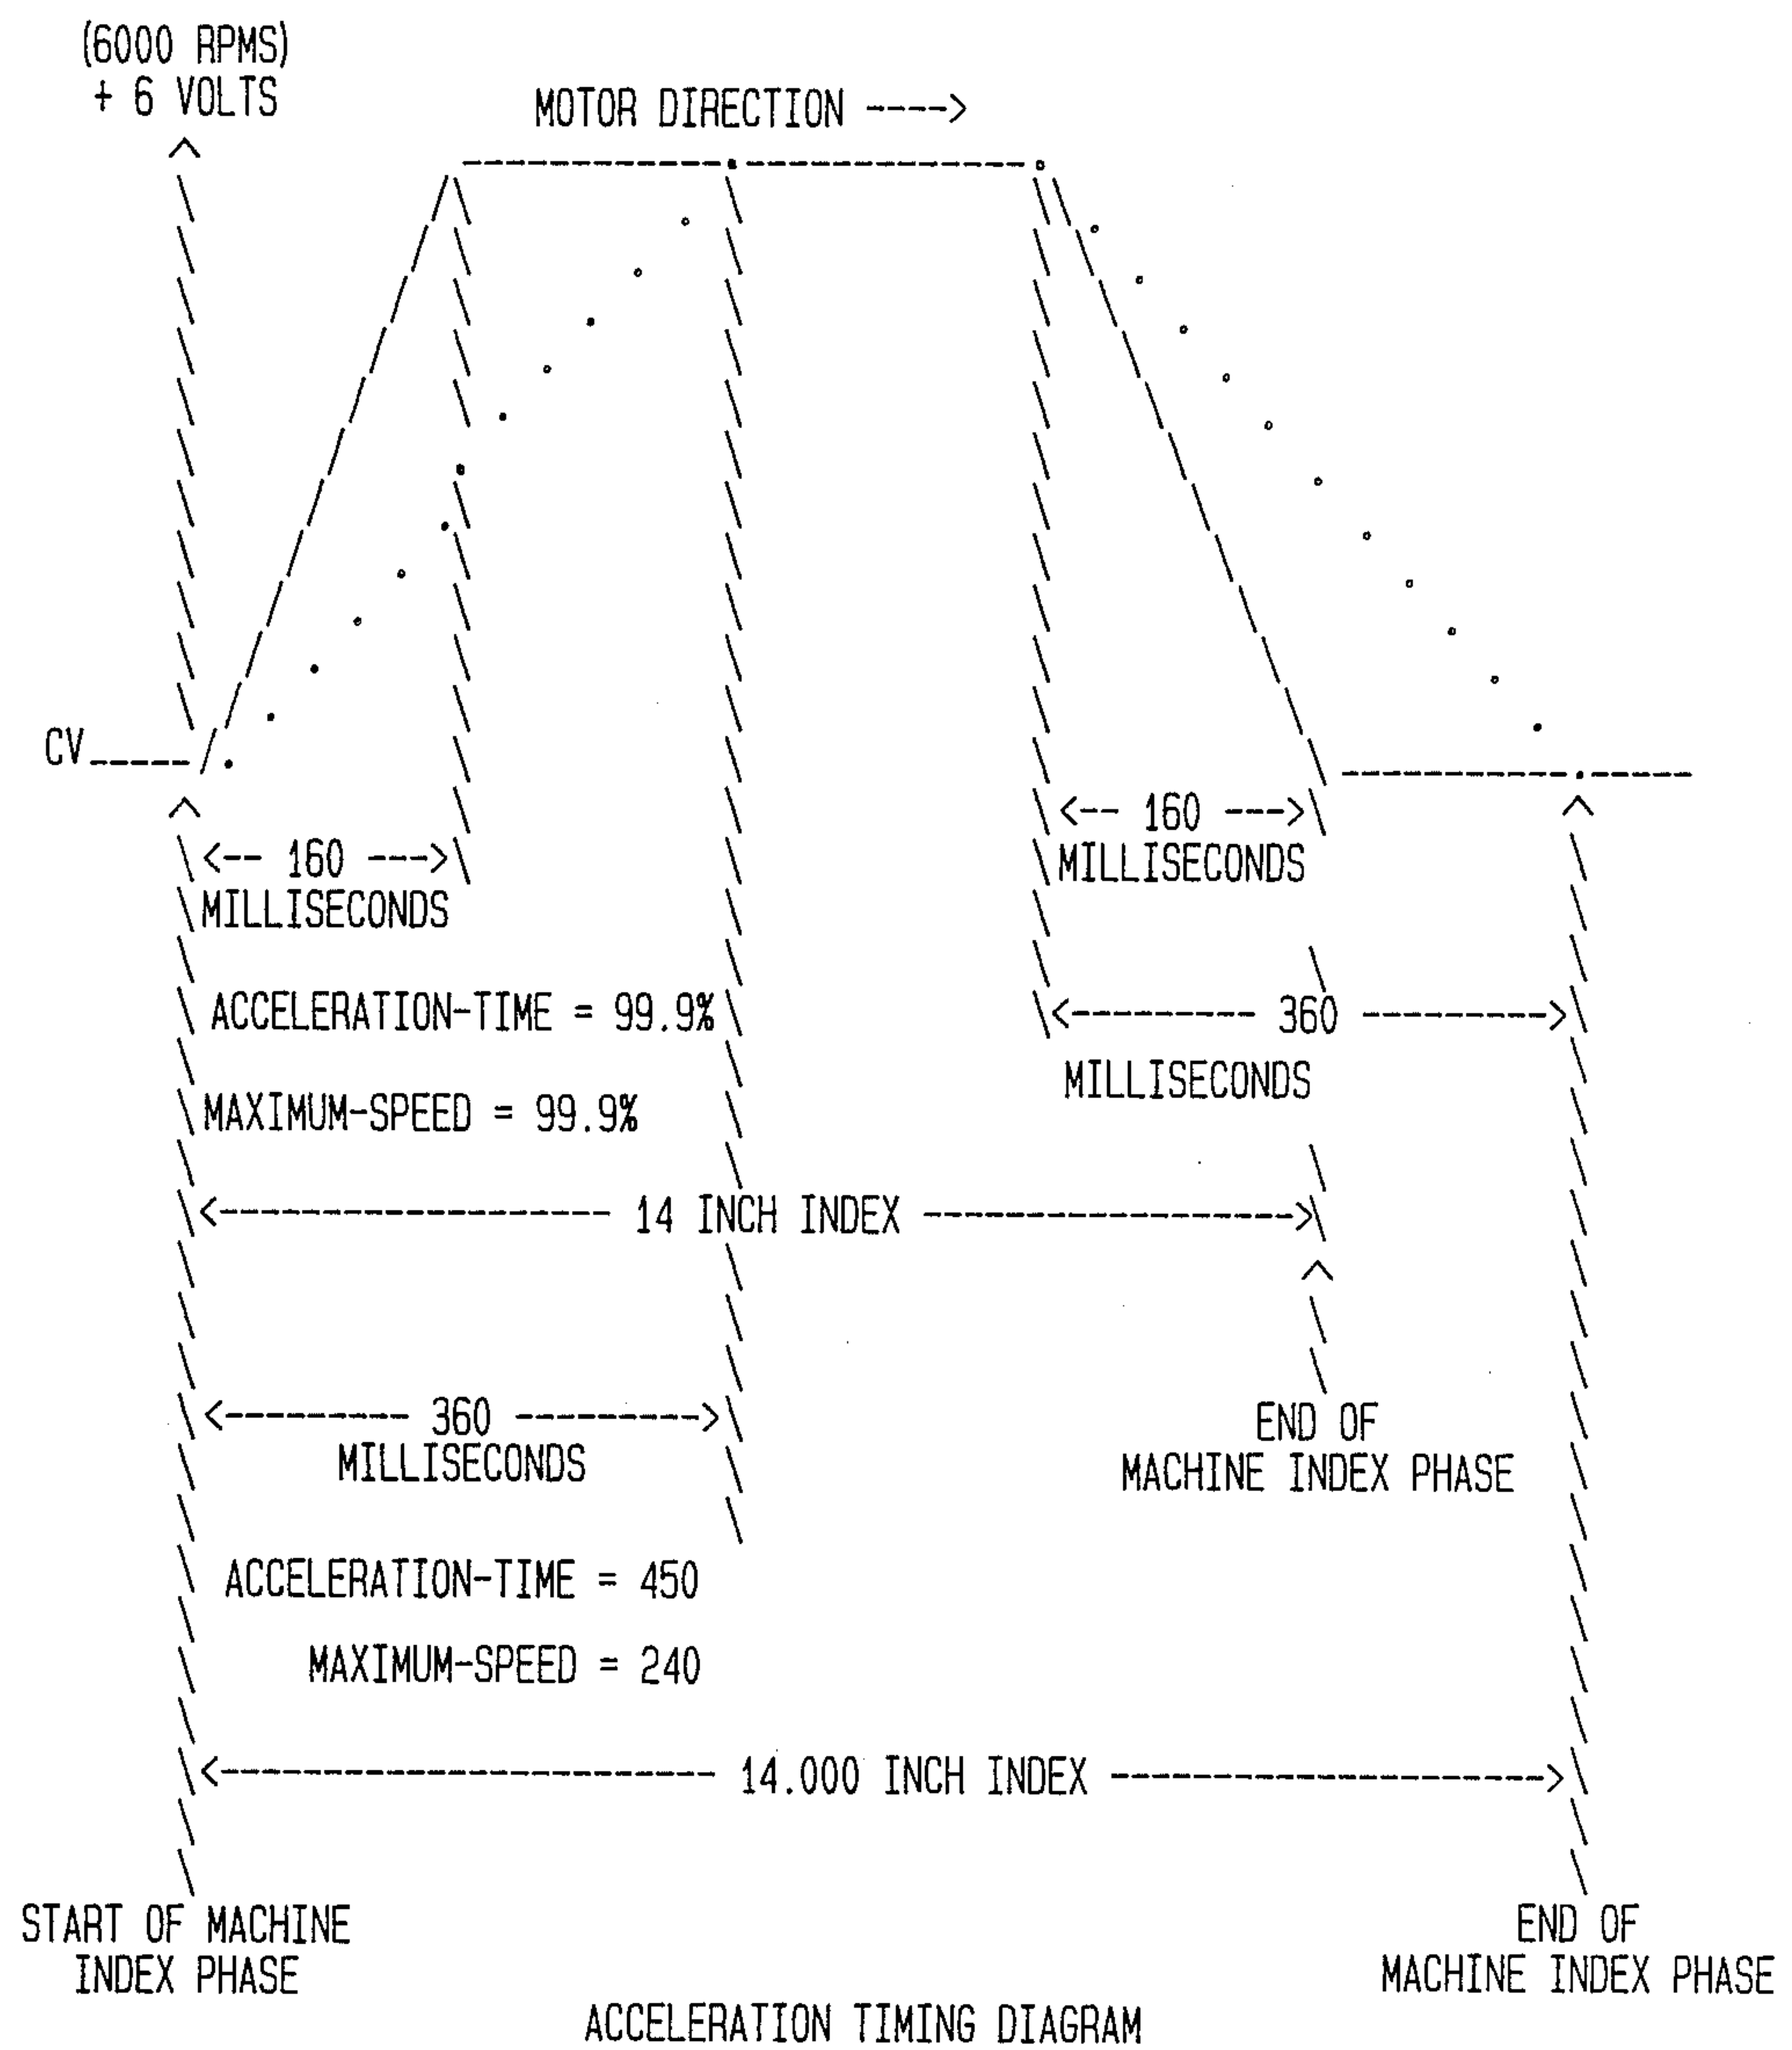 (6000 RPMS)
+ 6 VOLTS
MOTOR DIRECTION ---->
CV_____
<-- 160 --->
MILLISECONDS
<-- 160 --->
MILLISECONDS
ACCELERATION-TIME = 99.9%
<--------- 360 --------->
MILLISECONDS
MAXIMUM-SPEED = 99.9%
<------------------- 14 INCH INDEX ------------------>
<--------- 360 --------->
MILLISECONDS
END OF
MACHINE INDEX PHASE
ACCELERATION-TIME = 450
MAXIMUM-SPEED = 240
<------------------------ 14.000 INCH INDEX ----------------------->
START OF MACHINE
INDEX PHASE
END OF
MACHINE INDEX PHASE
ACCELERATION TIMING DIAGRAM